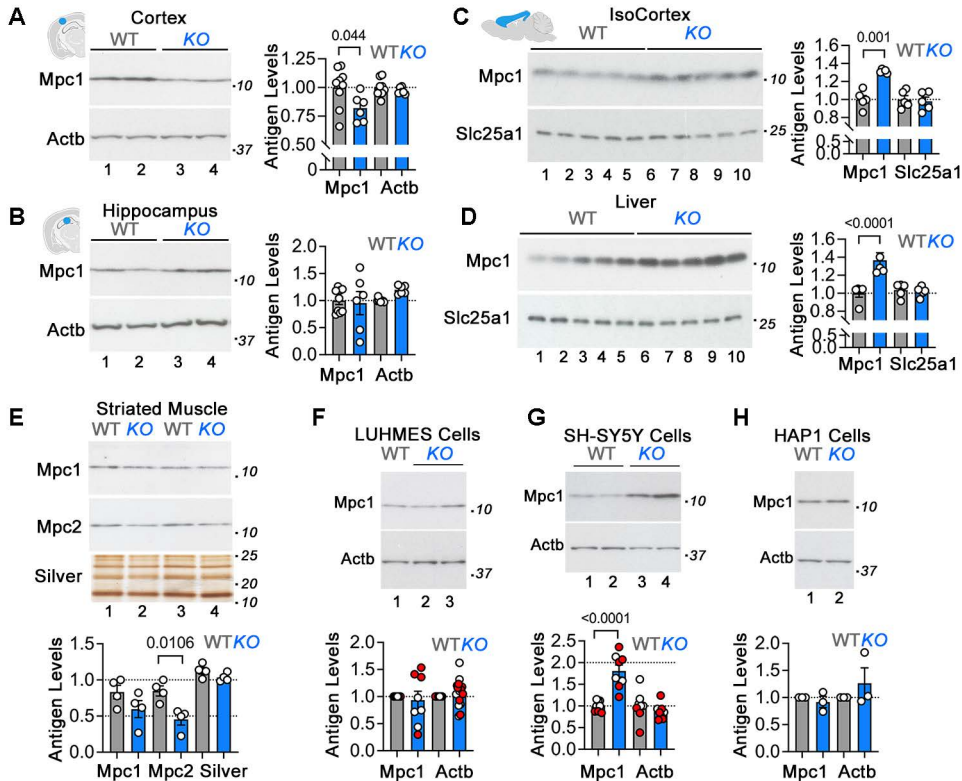 A
Cortex
WT KO
Mpc1
10
Actb
37
1 2 3 4
0.044
WT KO
Antigen Levels
1.25
1.00
0.75
0.50
0
Mpc1 Actb
B
Hippocampus
WT KO
Mpc1
10
Actb
37
1 2 3 4
WT KO
Antigen Levels
2.0
1.5
1.0
0.5
0.0
Mpc1 Actb
C
IsoCortex
WT KO
Mpc1
10
Slc25a1
25
1 2 3 4 5 6 7 8 9 10
0.001
WT KO
Antigen Levels
1.6
1.4
1.2
1.0
0.8
0.5
0.0
Mpc1 Slc25a1
D
Liver
WT KO
Mpc1
10
Slc25a1
25
1 2 3 4 5 6 7 8 9 10
<0.0001
WT KO
Antigen Levels
1.6
1.4
1.2
1.0
0.8
0.5
0.0
Mpc1 Slc25a1
E
Striated Muscle
WT KO WT KO
Mpc1
10
Mpc2
10
Silver
25
20
10
1 2 3 4
0.0106
WT KO
Antigen Levels
1.5
1.0
0.5
0.0
Mpc1 Mpc2 Silver
F
LUHMES Cells
WT KO
Mpc1
10
Actb
37
1 2 3
WT KO
Antigen Levels
2.0
1.5
1.0
0.5
0.0
Mpc1 Actb
G
SH-SY5Y Cells
WT KO
Mpc1
10
Actb
37
1 2 3 4
<0.0001
WT KO
Antigen Levels
2.5
2.0
1.5
1.0
0.5
0.0
Mpc1 Actb
H
HAP1 Cells
WT KO
Mpc1
10
Actb
37
1 2
WT KO
Antigen Levels
2.0
1.5
1.0
0.5
0.0
Mpc1 Actb